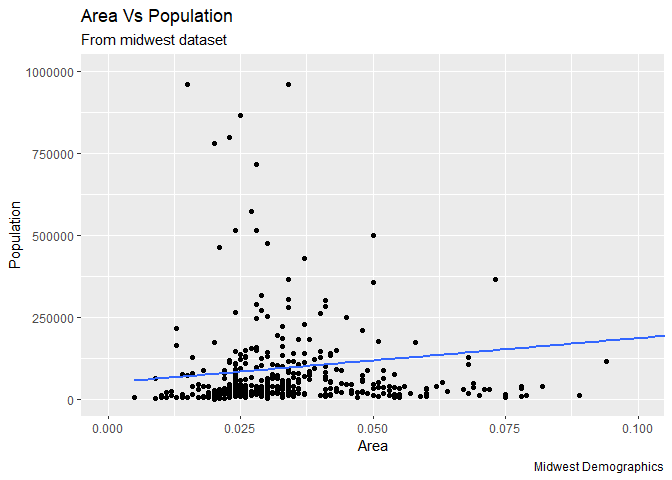 Area Vs Population
From midwest dataset
1000000
750000
500000
250000
0
Population
0.000 0.025 0.050 0.075 0.100
Area
Midwest Demographics